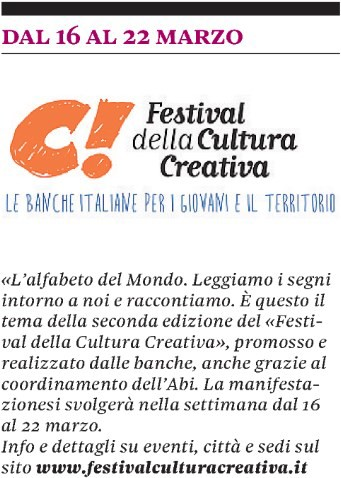 DAL 16 AL 22 MARZO
C!
Festival
della Cultura
Creativa
LE BANCHE ITALIANE PER I GIOVANI E IL TERRITORIO
«L'alfabeto del Mondo. Leggiamo i segni
intorno a noi e raccontiamo. È questo il
tema della seconda edizione del «Festi-
val della Cultura Creativa», promosso e
realizzato dalle banche, anche grazie al
coordinamento dell'Abi. La manifesta-
zionesi svolgerà nella settimana dal 16
al 22 marzo.
Info e dettagli su eventi, città e sedi sul
sito www.festivalculturacreativa.it